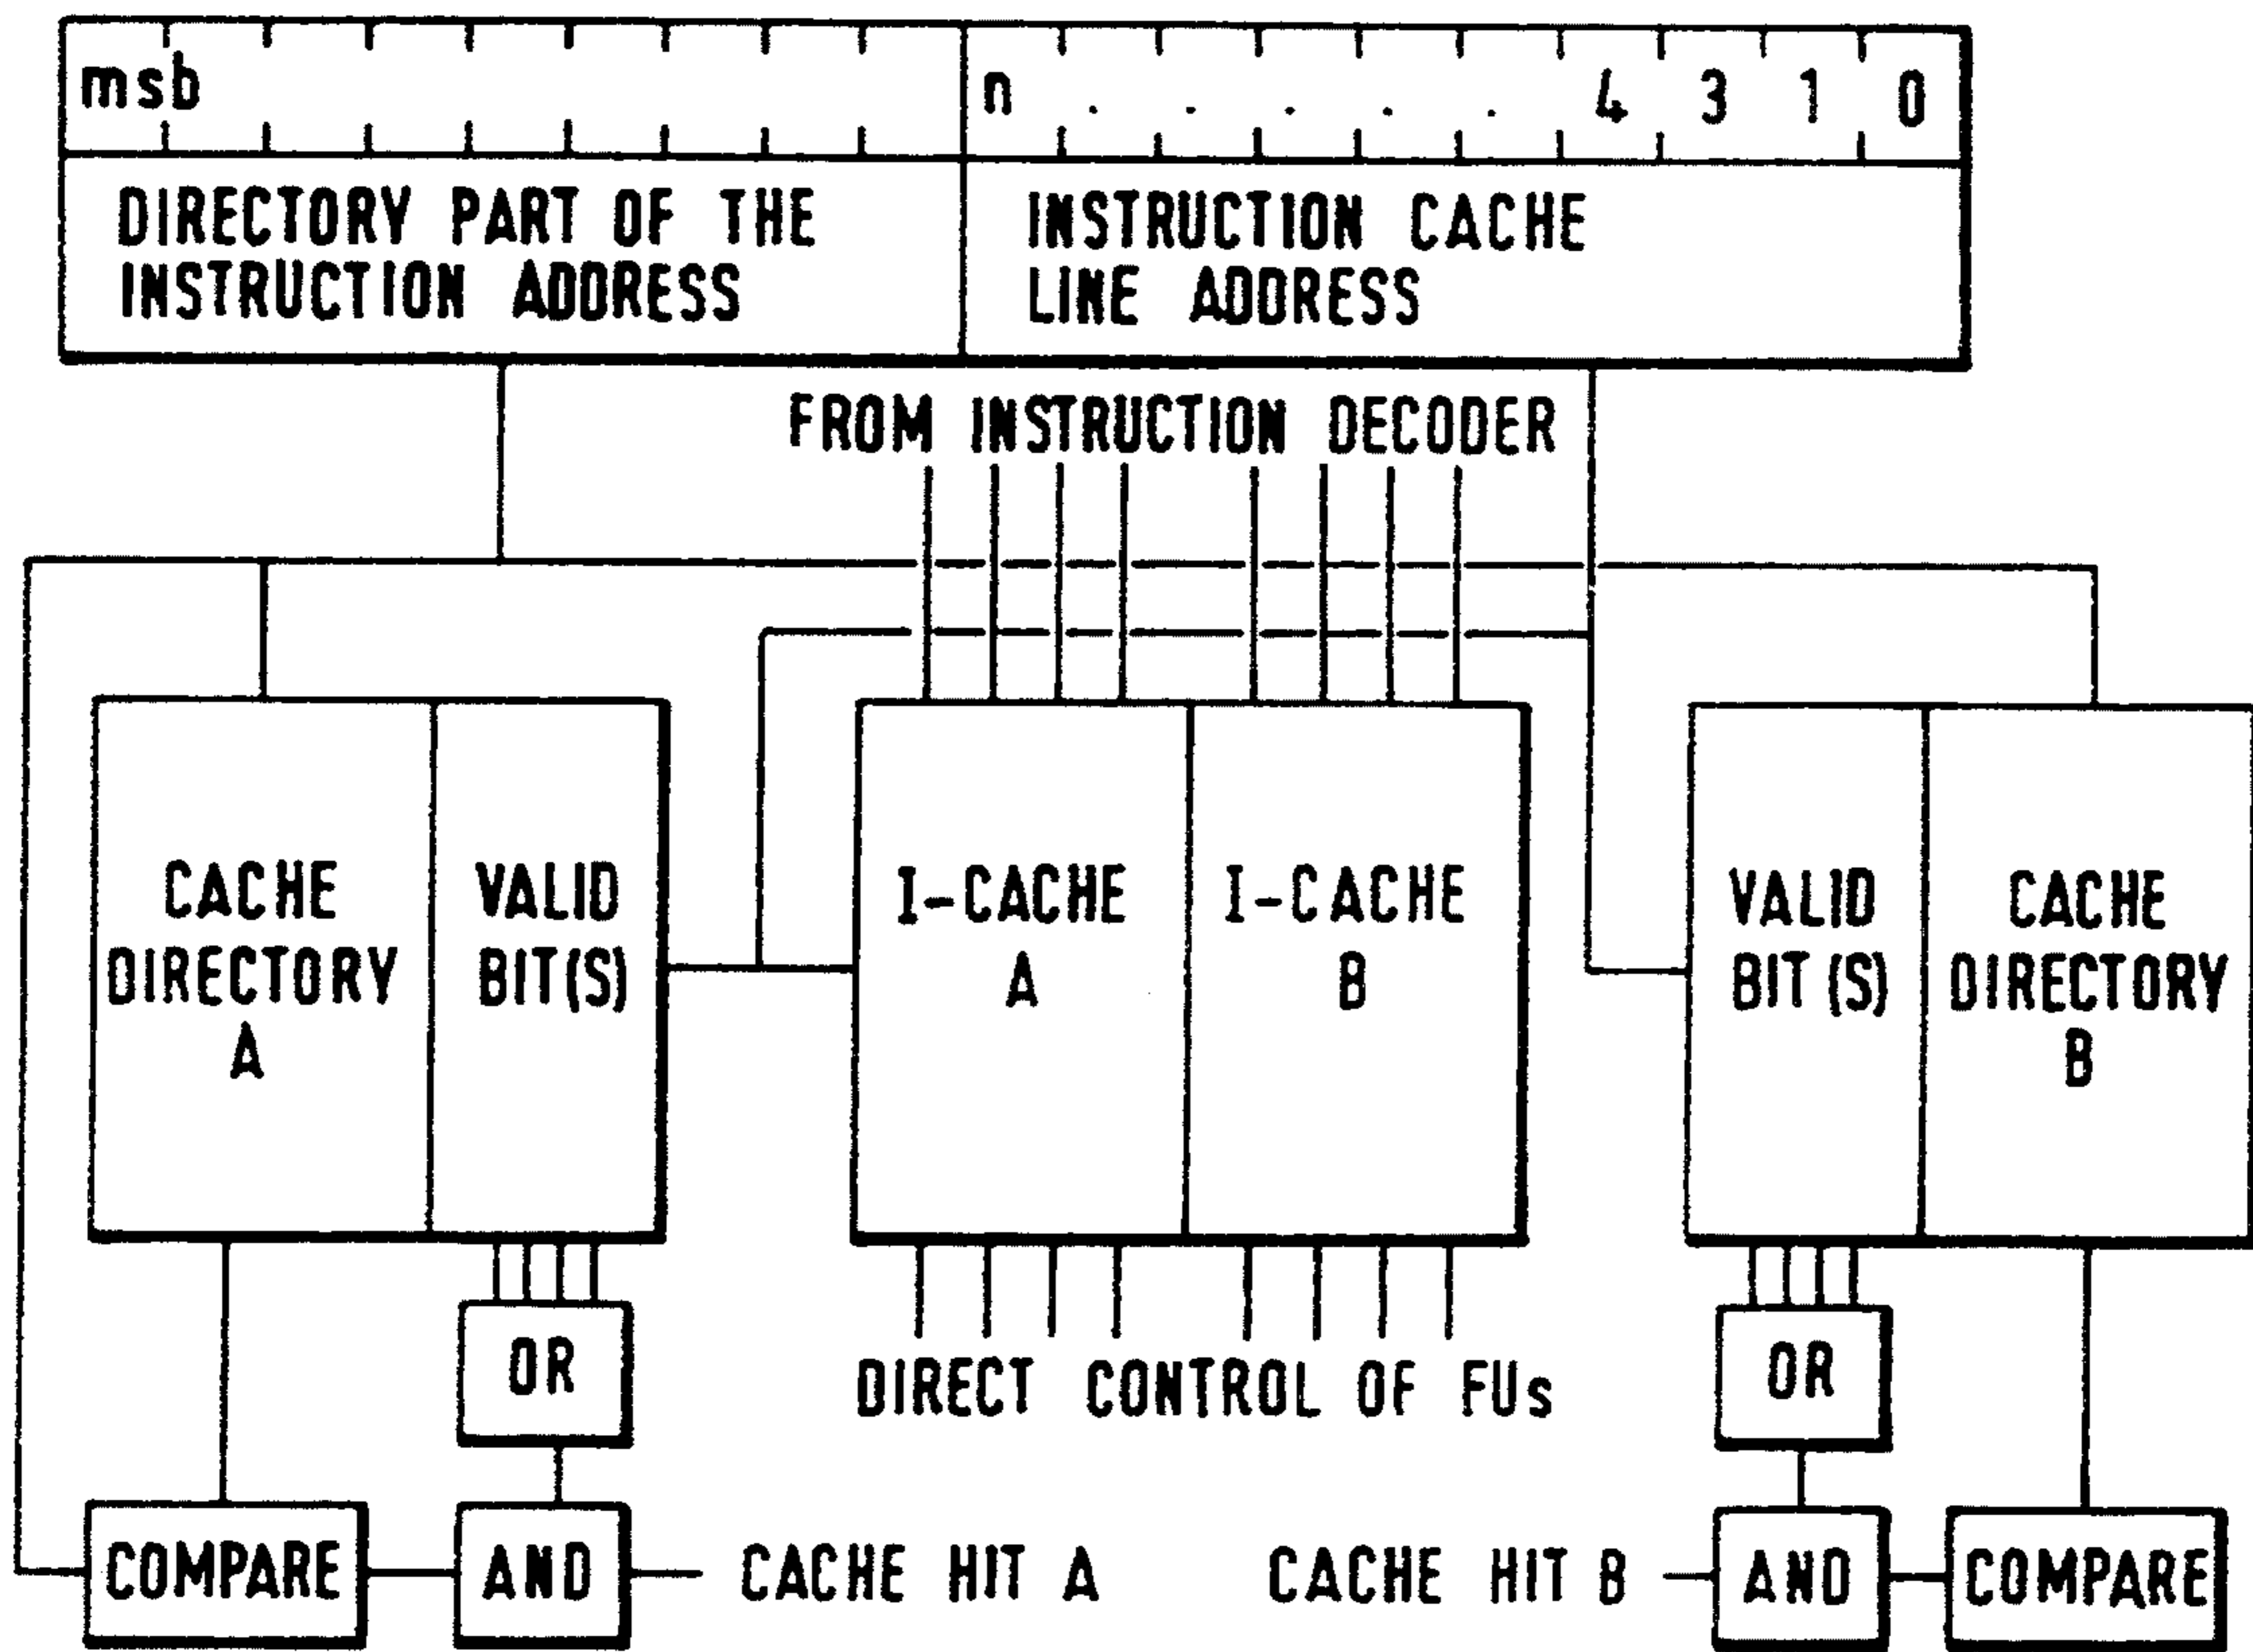 msb n . . . . . 4 3 1 0
DIRECTORY PART OF THE
INSTRUCTION ADDRESS
INSTRUCTION CACHE
LINE ADDRESS
FROM INSTRUCTION DECODER
CACHE
DIRECTORY
A
VALID
BIT(S)
I-CACHE
A
I-CACHE
B
VALID
BIT(S)
CACHE
DIRECTORY
B
OR
DIRECT CONTROL OF FUs
OR
COMPARE
AND
CACHE HIT A
CACHE HIT B
AND
COMPARE